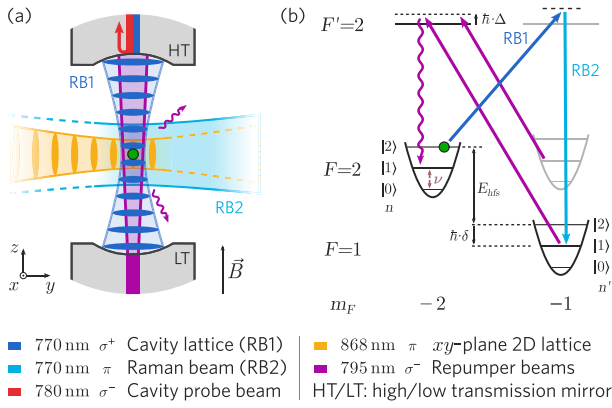 (a)
HT
RB1
RB2
LT
z
x
y
B⃗
(b)
F′=2
ℏ·Δ
RB1
RB2
F=2
|2⟩
|1⟩
|0⟩
n
ν
E_hfs
ℏ·δ
F=1
|2⟩
|1⟩
|0⟩
n′
m_F
−2
−1
770 nm σ⁺ Cavity lattice (RB1)
770 nm π Raman beam (RB2)
780 nm σ⁻ Cavity probe beam
868 nm π xy-plane 2D lattice
795 nm σ⁻ Repumper beams
HT/LT: high/low transmission mirror